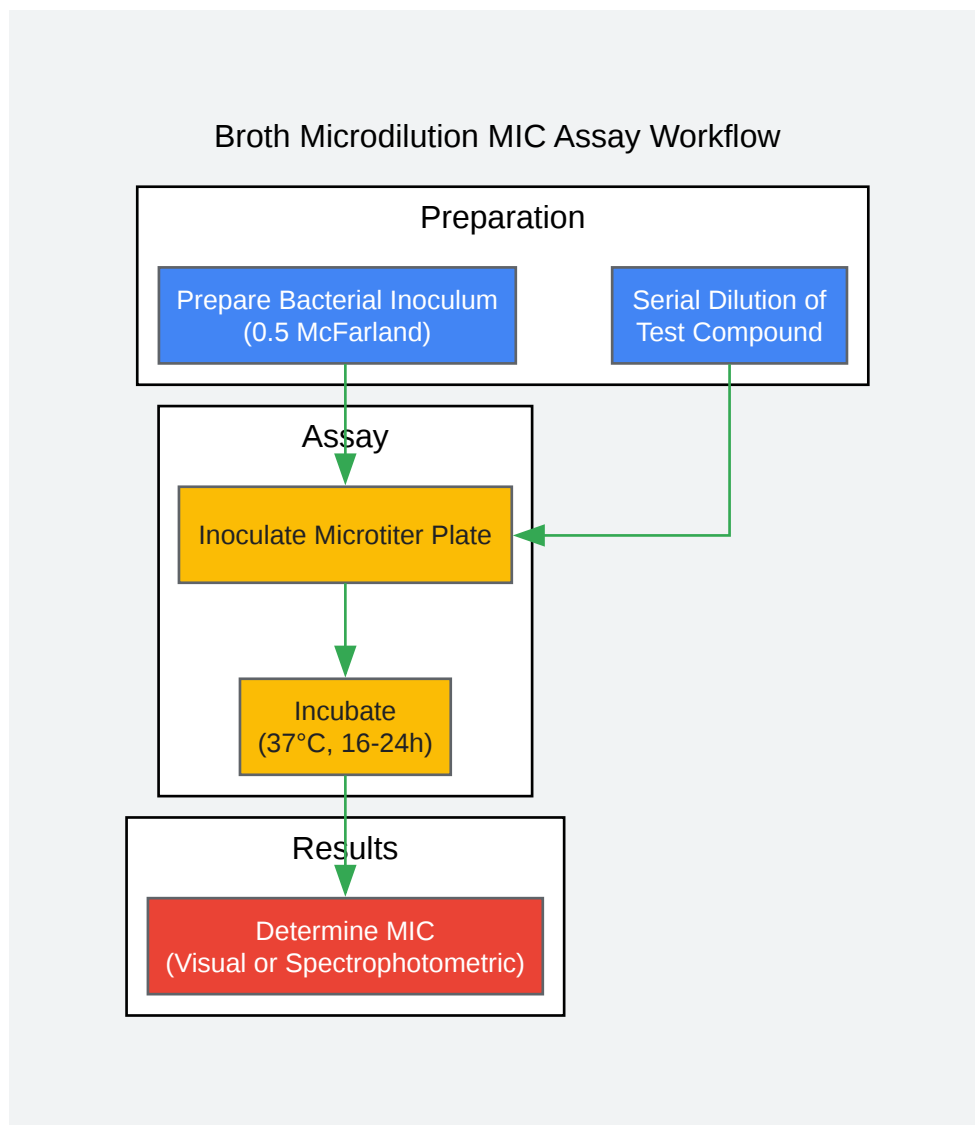 Broth Microdilution MIC Assay Workflow
Preparation
Prepare Bacterial Inoculum
(0.5 McFarland)
Serial Dilution of
Test Compound
Assay
Inoculate Microtiter Plate
Incubate
(37°C, 16-24h)
Results
Determine MIC
(Visual or Spectrophotometric)